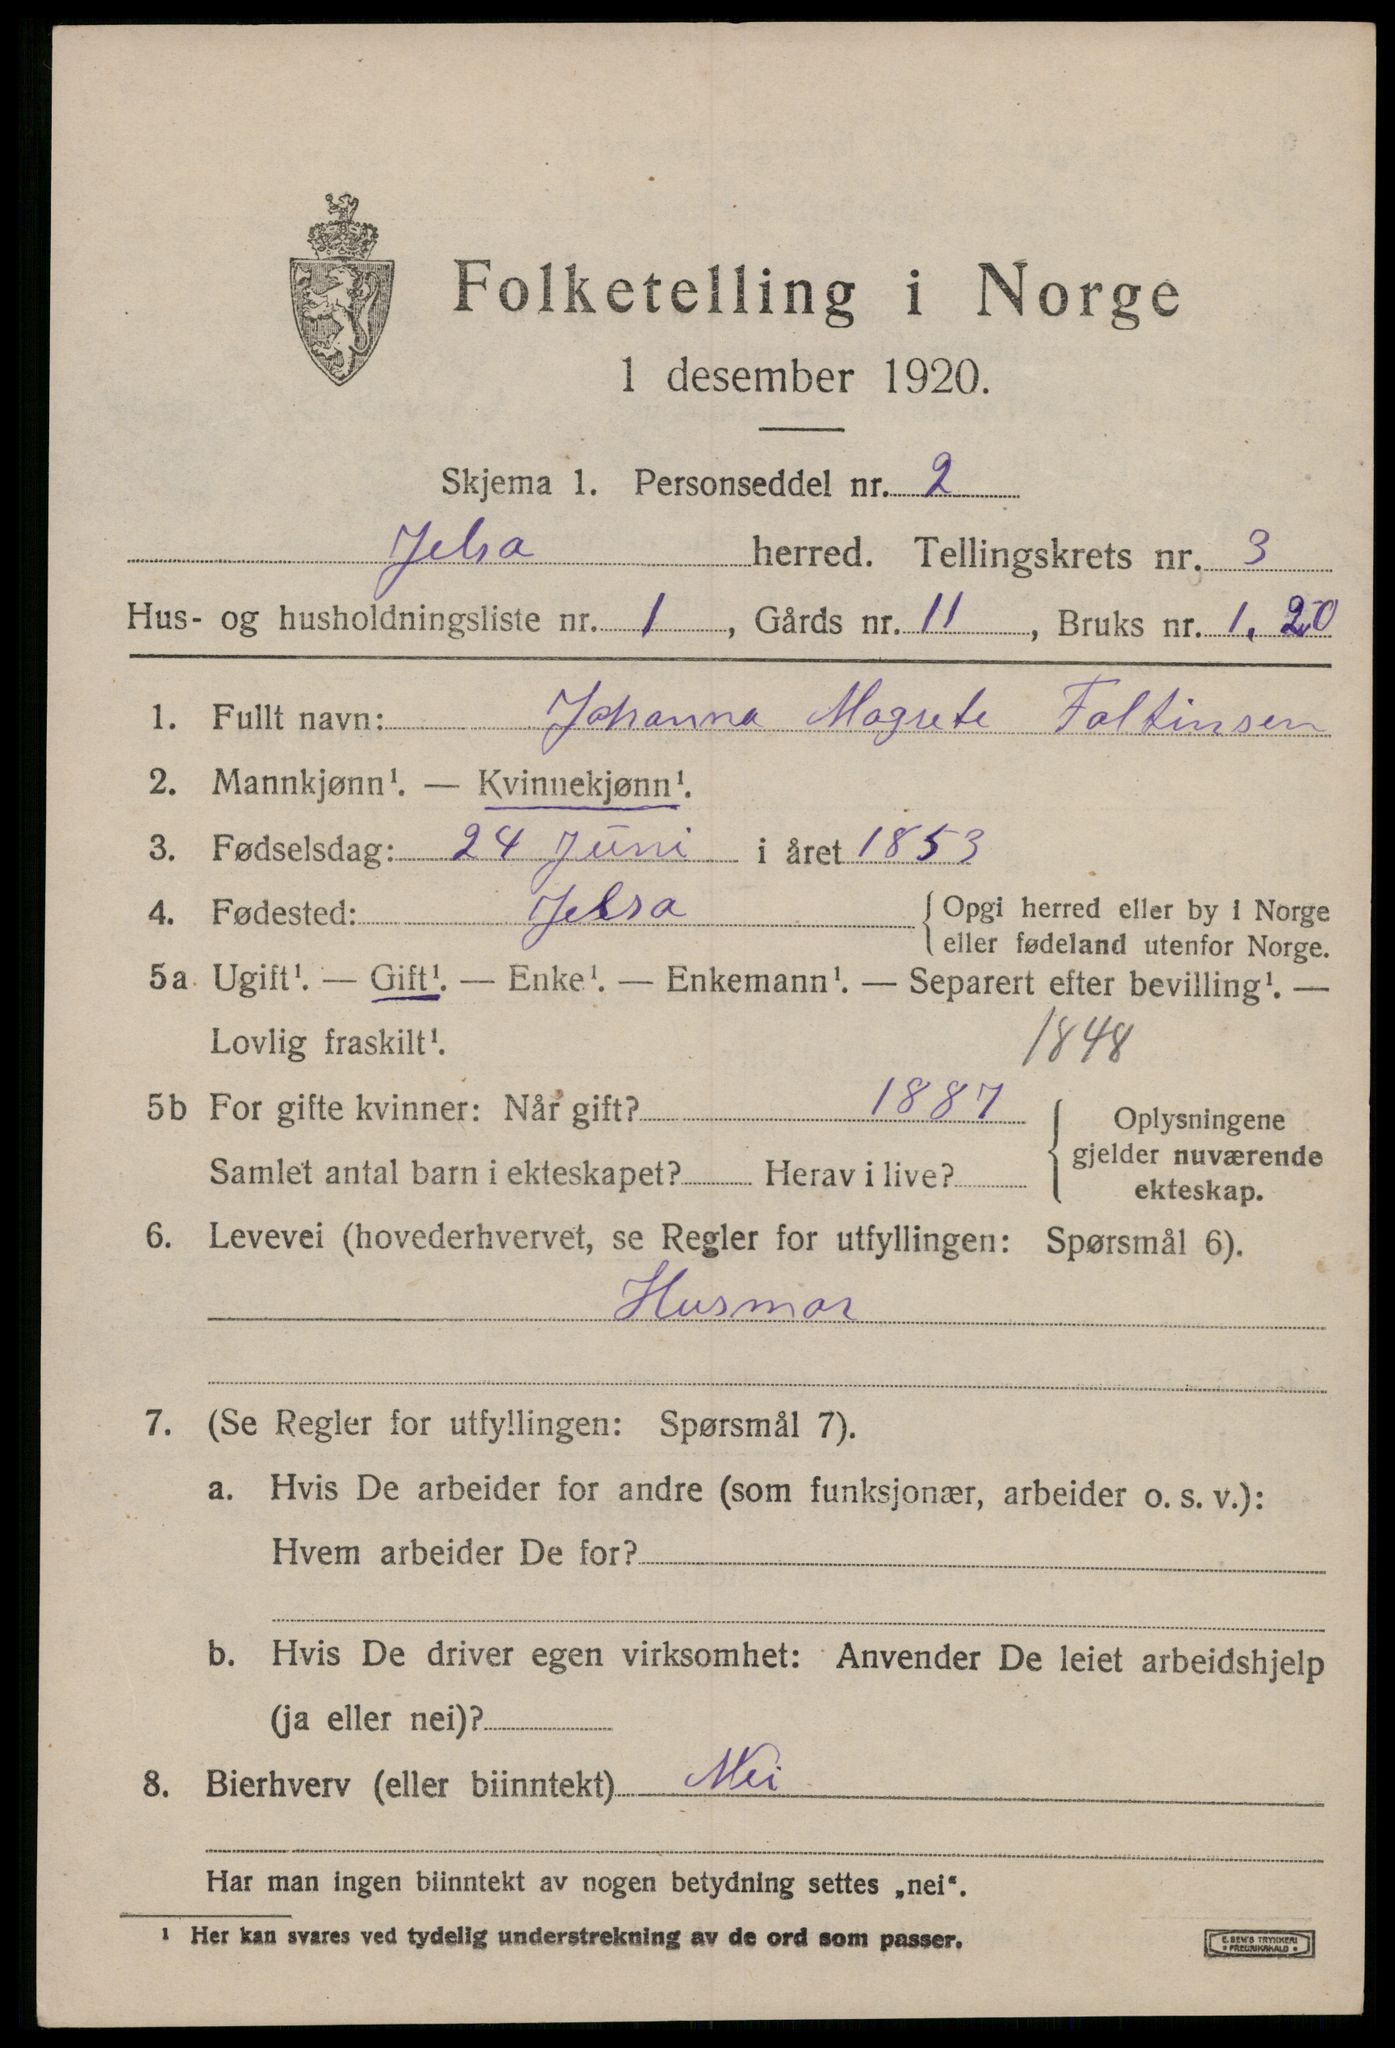 Folketelling i Norge
1 desember 1920.
Skjema 1. Personseddel nr. 2
Jelsa herred. Tellingskrets nr. 3
Hus- og husholdningsliste nr. 1, Gårds nr. 11, Bruks nr. 1. 20
1. Fullt navn: Johanna Magrete Faltinsen
2. Mannkjønn¹. — Kvinnekjønn¹.
3. Fødselsdag: 24 Juni i året 1853
4. Fødested: Jelsa { Opgi herred eller by i Norge
eller fødeland utenfor Norge.
5a Ugift¹. — Gift¹. — Enke¹. — Enkemann¹. — Separert efter bevilling¹. —
Lovlig fraskilt¹. 1848
5b For gifte kvinner: Når gift? 1887
Samlet antal barn i ekteskapet? Herav i live?
Oplysningene
gjelder nuværende
ekteskap.
6. Levevei (hovederhvervet, se Regler for utfyllingen: Spørsmål 6).
Husmor
7. (Se Regler for utfyllingen: Spørsmål 7).
a. Hvis De arbeider for andre (som funksjonær, arbeider o. s. v.):
Hvem arbeider De for?
b. Hvis De driver egen virksomhet: Anvender De leiet arbeidshjelp
(ja eller nei)?
8. Bierhverv (eller biinntekt) Nei
Har man ingen biinntekt av nogen betydning settes „nei“.
¹ Her kan svares ved tydelig understrekning av de ord som passer.
E. SEM'S TRYKKERI
FREDRIKSHALD